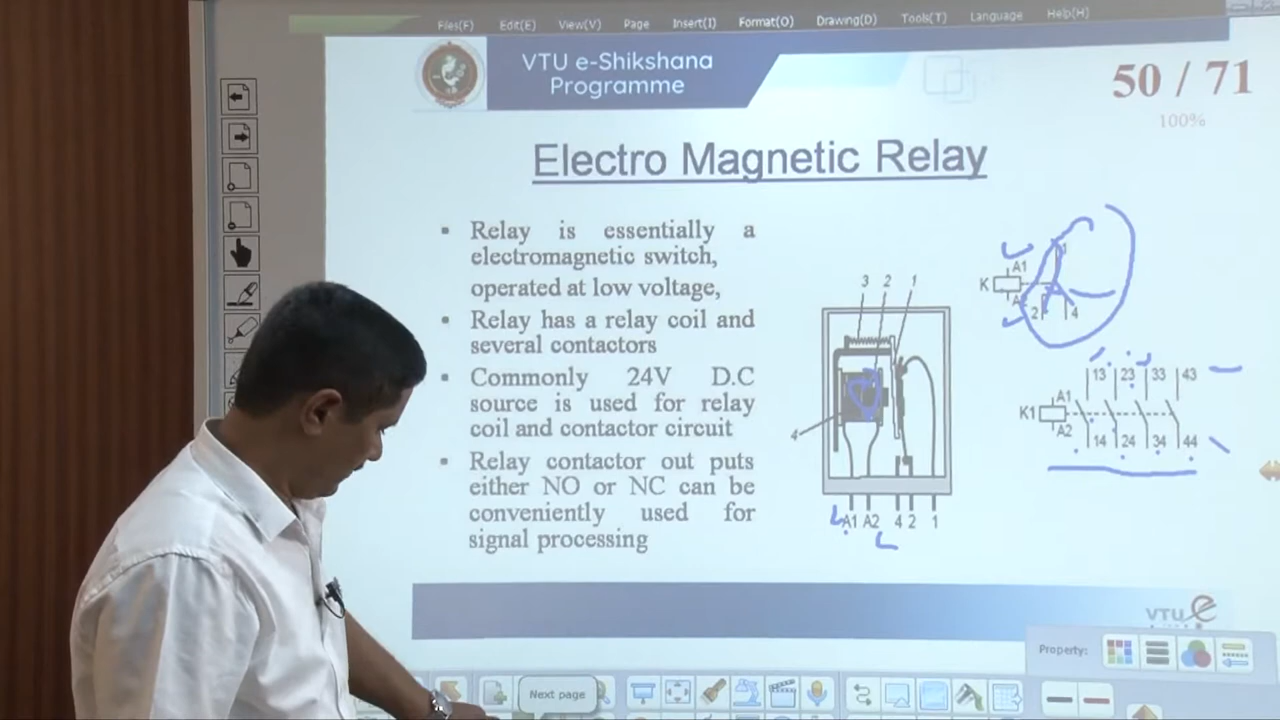 Files(F) Edit(E) View(V) Page Insert(I) Format(O) Drawing(D) Tools(T) Language Help(H)
VTU e-Shikshana
Programme
50 / 71
100%
Electro Magnetic Relay
Relay is essentially a
electromagnetic switch,
operated at low voltage,
Relay has a relay coil and
several contactors
Commonly 24V D.C
source is used for relay
coil and contactor circuit
Relay contactor out puts
either NO or NC can be
conveniently used for
signal processing
3 2 1
4
A1 A2 4 2 1
K A1
2 4
13 23 33 43
K1 A1
A2
14 24 34 44
VTU e
Property:
Next page